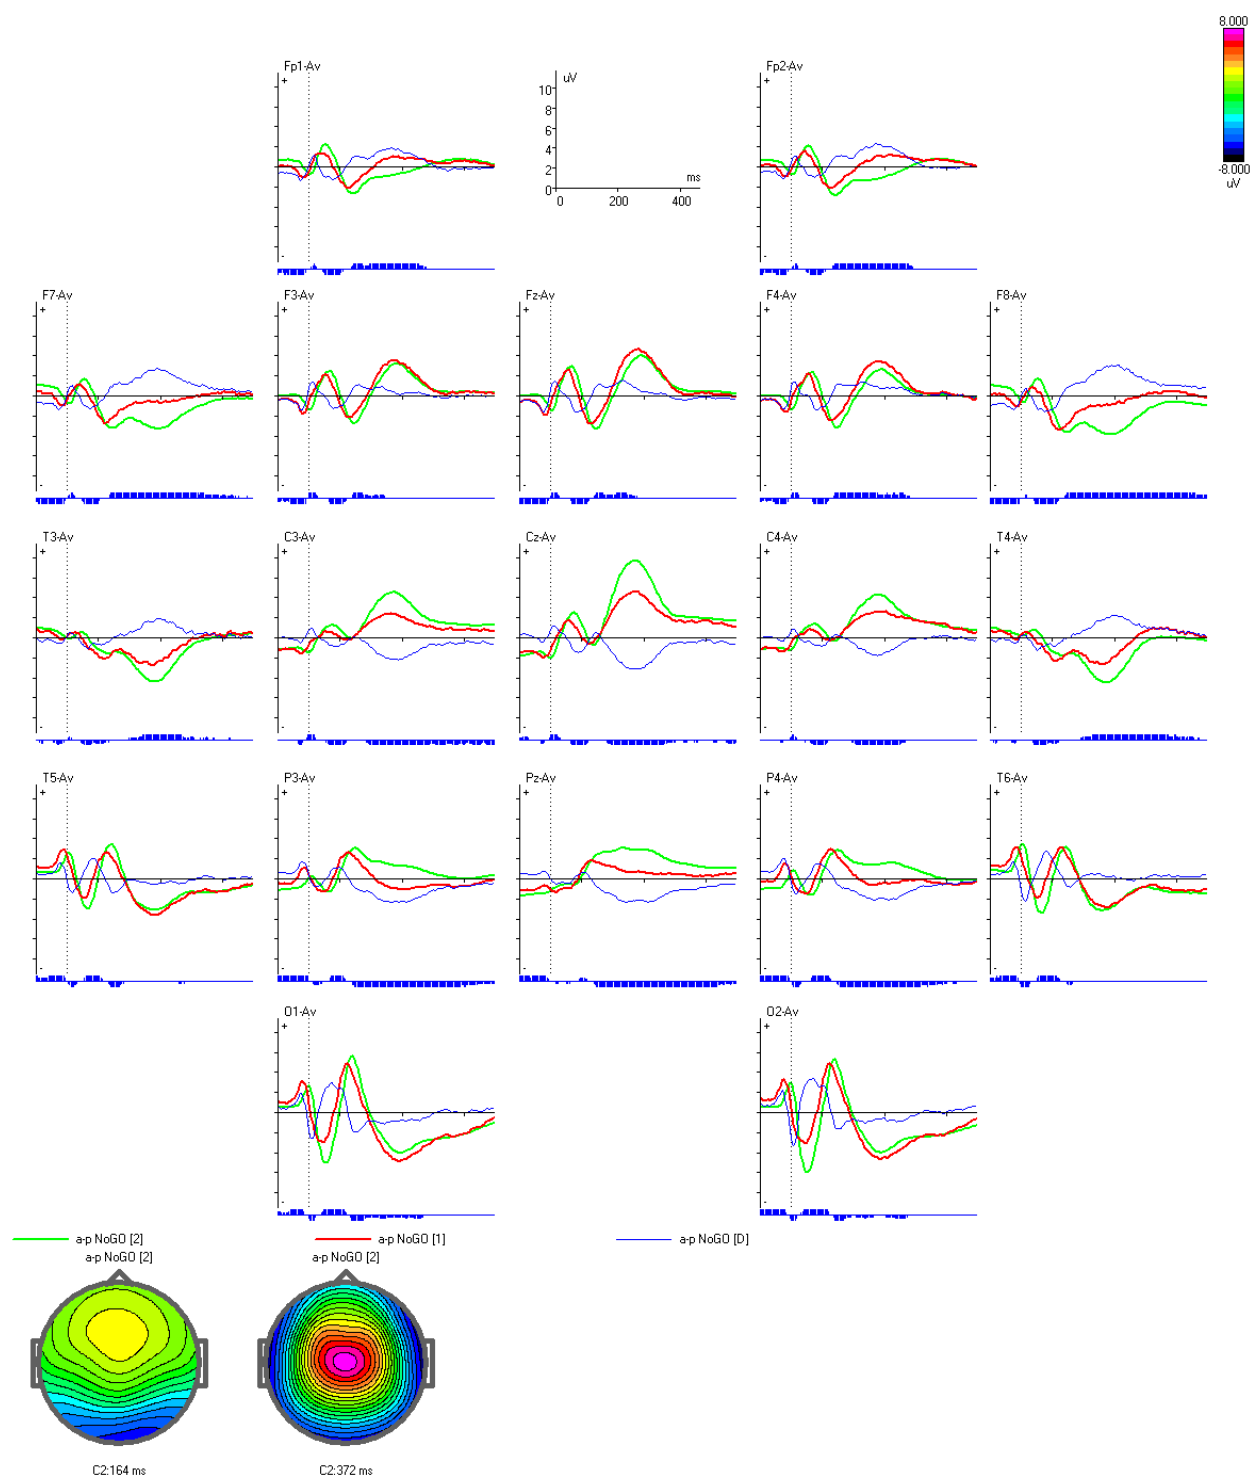 8.000
-8.000
uV
Fp1-Av
+
-
uV
10
8
6
4
2
0
ms
0 200 400
Fp2-Av
+
-
F7-Av
+
-
F3-Av
+
-
Fz-Av
+
-
F4-Av
+
-
F8-Av
+
-
T3-Av
+
-
C3-Av
+
-
Cz-Av
+
-
C4-Av
+
-
T4-Av
+
-
T5-Av
+
-
P3-Av
+
-
Pz-Av
+
-
P4-Av
+
-
T6-Av
+
-
O1-Av
+
-
O2-Av
+
-
a-p NoGO [2]
a-p NoGO [1]
a-p NoGO [D]
a-p NoGO [2]
a-p NoGO [2]
C2:164 ms
C2:372 ms